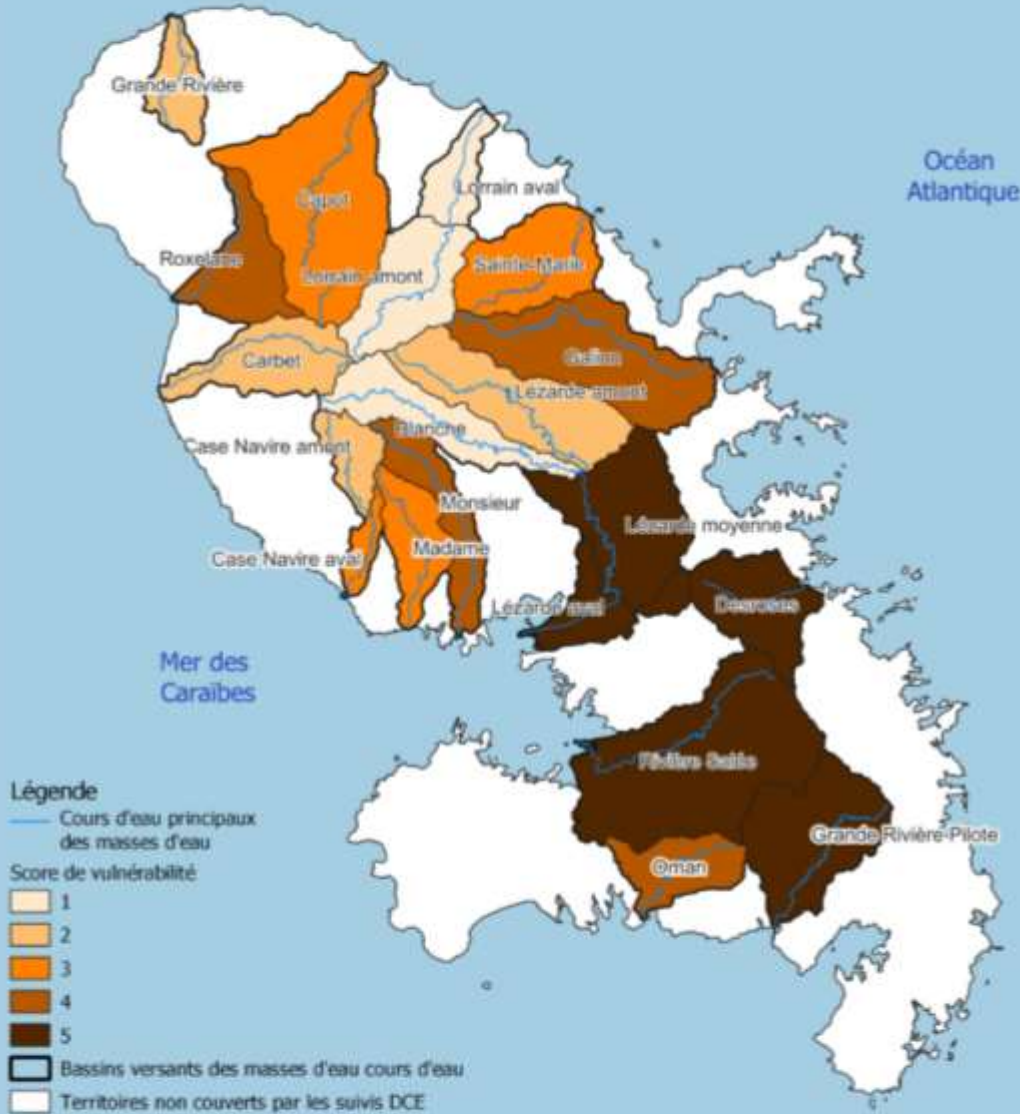 Grande Rivière
Océan
Atlantique
Capot
Lorrain aval
Roxelane
Lorrain amont
Sainte-Marie
Carbet
Galion
Lézarde amont
Case Navire amont
Blanche
Monsieur
Lézarde moyenne
Case Navire aval
Madame
Lézarde aval
Desroses
Mer des
Caraïbes
Rivière Salée
Grande Rivière-Pilote
Oman
Légende
Cours d'eau principaux
des masses d'eau
Score de vulnérabilité
1
2
3
4
5
Bassins versants des masses d'eau cours d'eau
Territoires non couverts par les suivis DCE